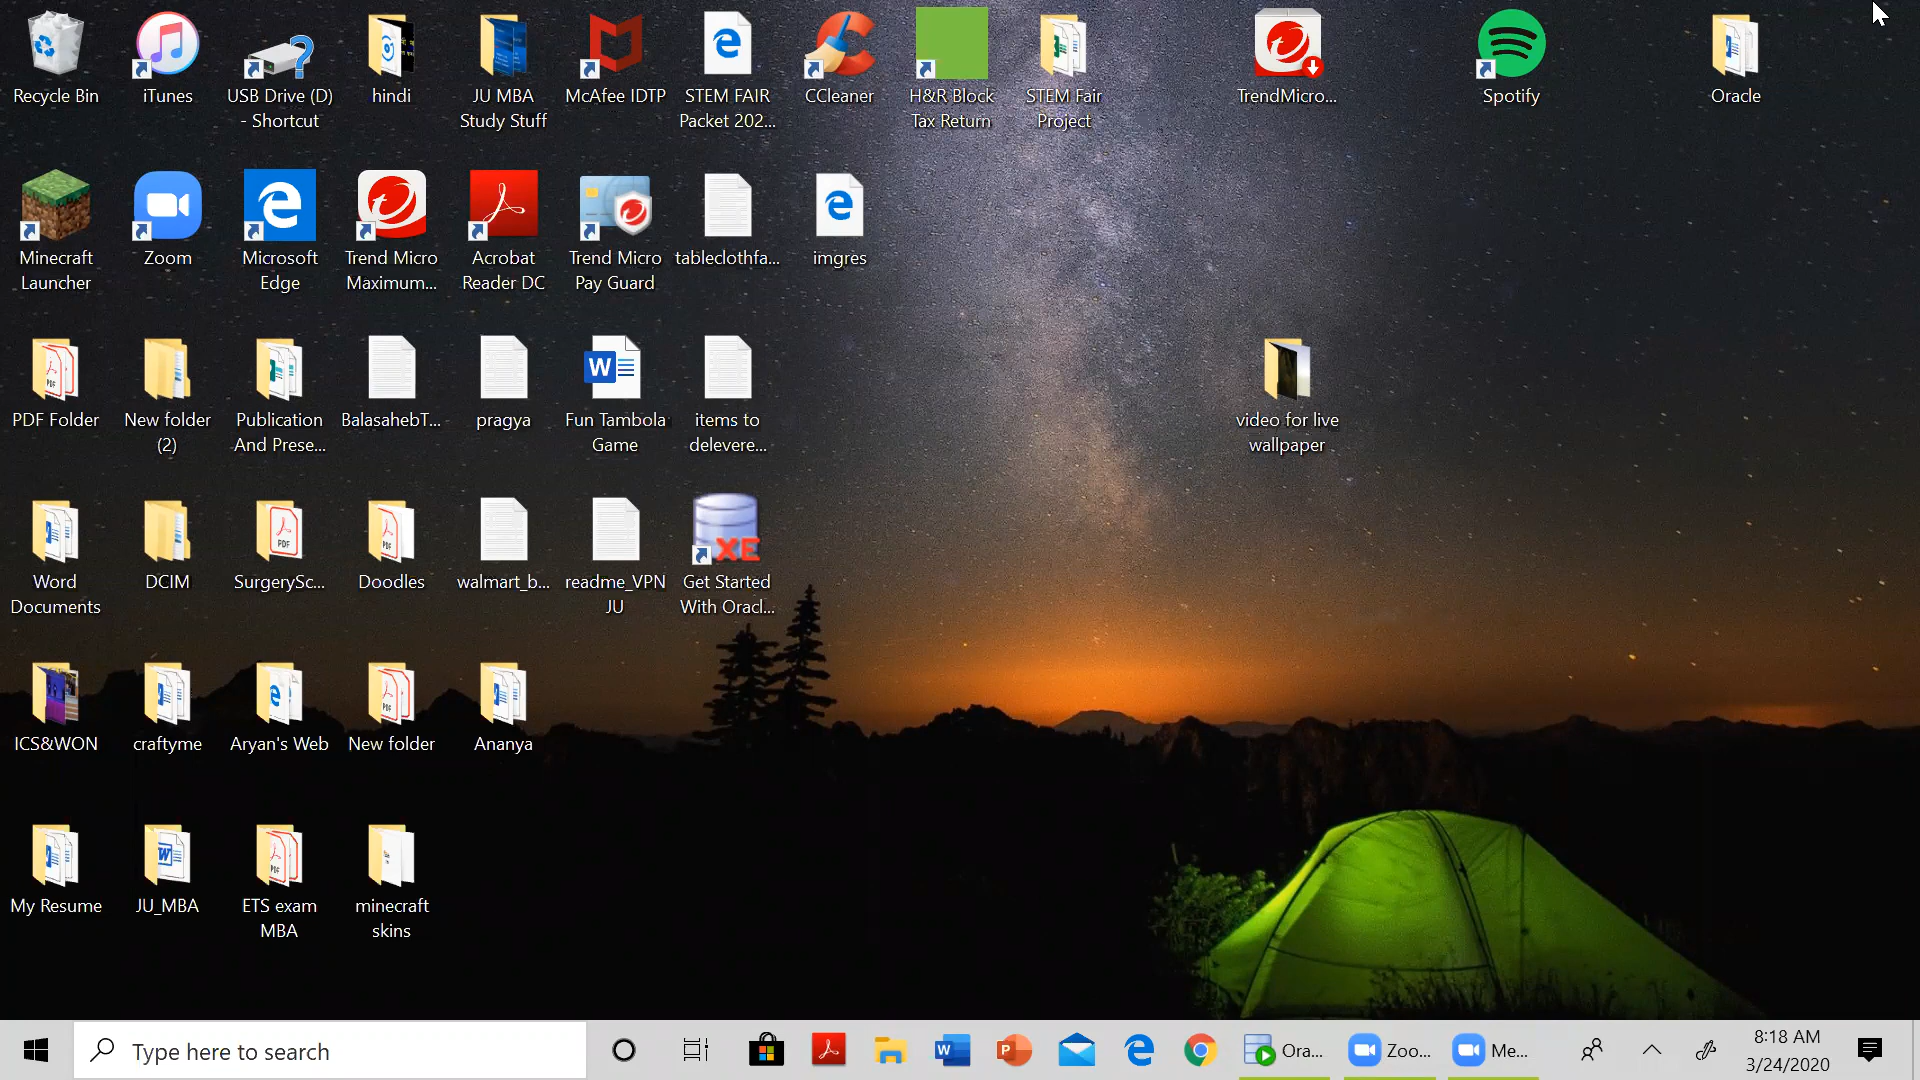 Recycle Bin
iTunes
USB Drive (D)
- Shortcut
hindi
JU MBA
Study Stuff
McAfee IDTP
STEM FAIR
Packet 202...
CCleaner
H&R Block
Tax Return
STEM Fair
Project
TrendMicro...
Spotify
Oracle
Minecraft
Launcher
Zoom
Microsoft
Edge
Trend Micro
Maximum...
Acrobat
Reader DC
Trend Micro
Pay Guard
tableclothfa...
imgres
PDF Folder
New folder
(2)
Publication
And Prese...
BalasahebT...
pragya
Fun Tambola
Game
items to
delevere...
video for live
wallpaper
Word
Documents
DCIM
SurgerySc...
Doodles
walmart_b...
readme_VPN
JU
XE
Get Started
With Oracl...
ICS&WON
craftyme
Aryan's Web
New folder
Ananya
My Resume
JU_MBA
ETS exam
MBA
minecraft
skins
Type here to search
Ora...
Zoo...
Me...
8:18 AM
3/24/2020